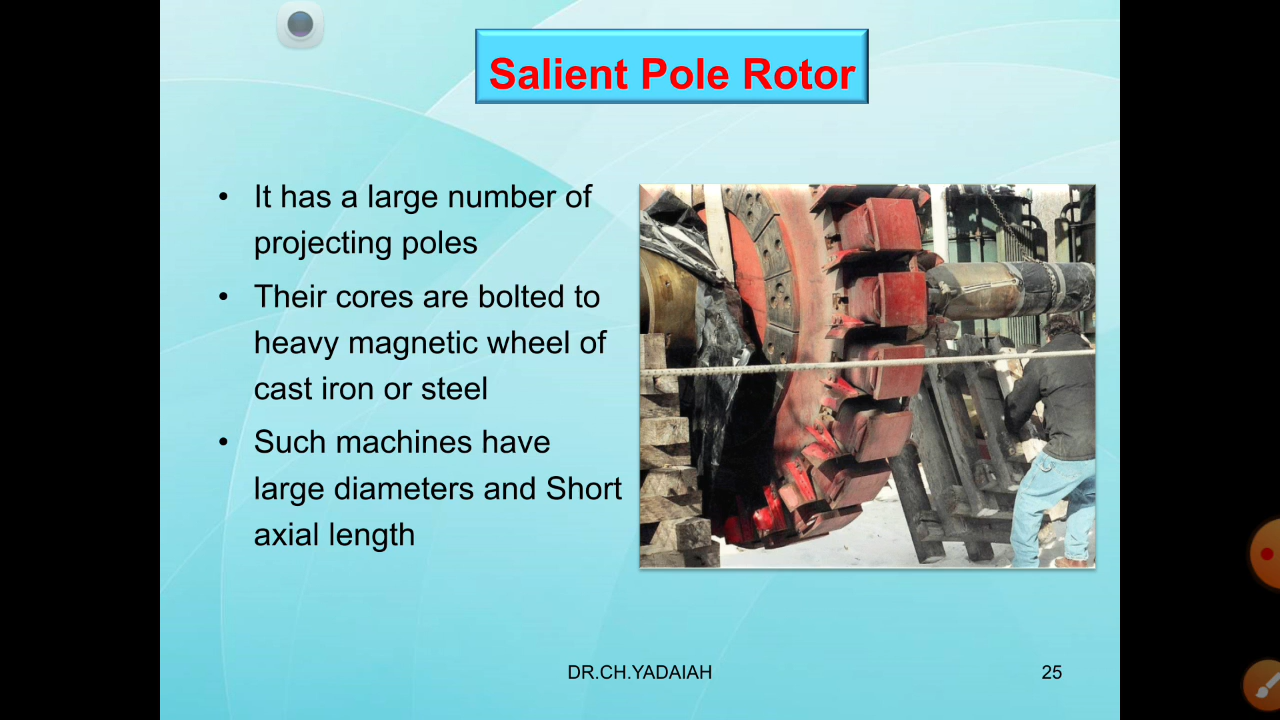 Salient Pole Rotor
• It has a large number of
projecting poles
• Their cores are bolted to
heavy magnetic wheel of
cast iron or steel
• Such machines have
large diameters and Short
axial length
DR.CH.YADAIAH
25